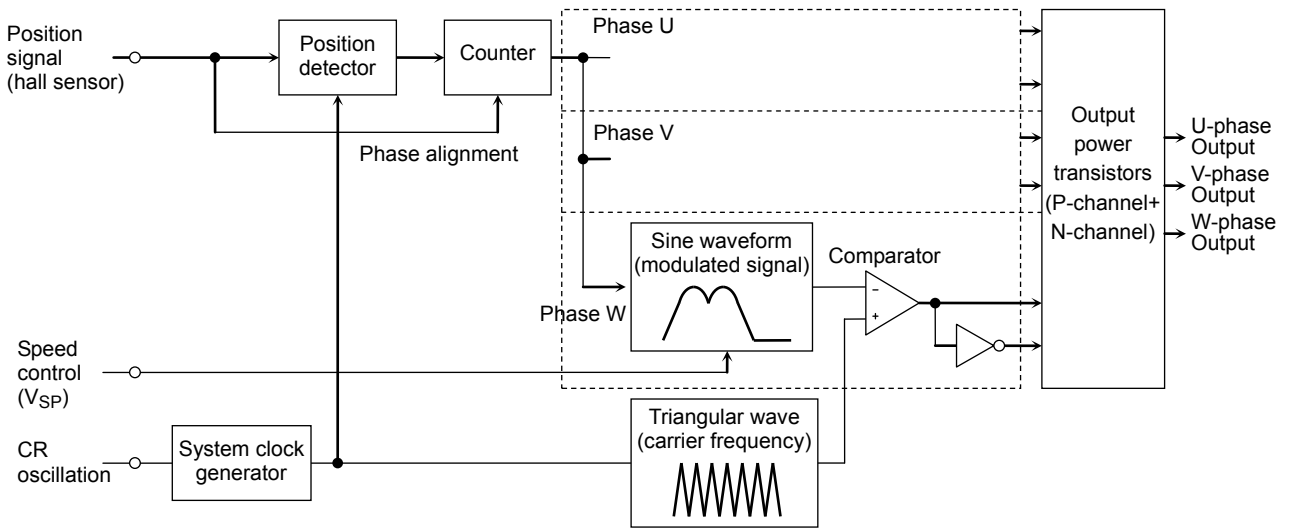 Position
signal
(hall sensor)
Position
detector
Counter
Phase alignment
Phase U
Phase V
Phase W
Sine waveform
(modulated signal)
Comparator
−
+
Output
power
transistors
(P-channel+
N-channel)
U-phase
Output
V-phase
Output
W-phase
Output
Speed
control
(VSP)
CR
oscillation
System clock
generator
Triangular wave
(carrier frequency)